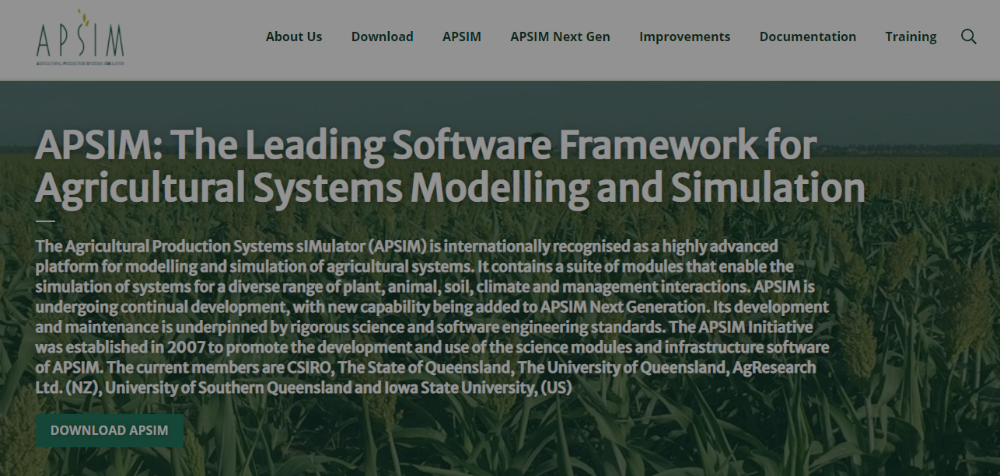 APSIM
AGRICULTURAL PRODUCTION SYSTEMS SIMULATOR
About Us
Download
APSIM
APSIM Next Gen
Improvements
Documentation
Training
APSIM: The Leading Software Framework for
Agricultural Systems Modelling and Simulation
The Agricultural Production Systems sIMulator (APSIM) is internationally recognised as a highly advanced
platform for modelling and simulation of agricultural systems. It contains a suite of modules that enable the
simulation of systems for a diverse range of plant, animal, soil, climate and management interactions. APSIM is
undergoing continual development, with new capability being added to APSIM Next Generation. Its development
and maintenance is underpinned by rigorous science and software engineering standards. The APSIM Initiative
was established in 2007 to promote the development and use of the science modules and infrastructure software
of APSIM. The current members are CSIRO, The State of Queensland, The University of Queensland, AgResearch
Ltd. (NZ), University of Southern Queensland and Iowa State University, (US)
DOWNLOAD APSIM